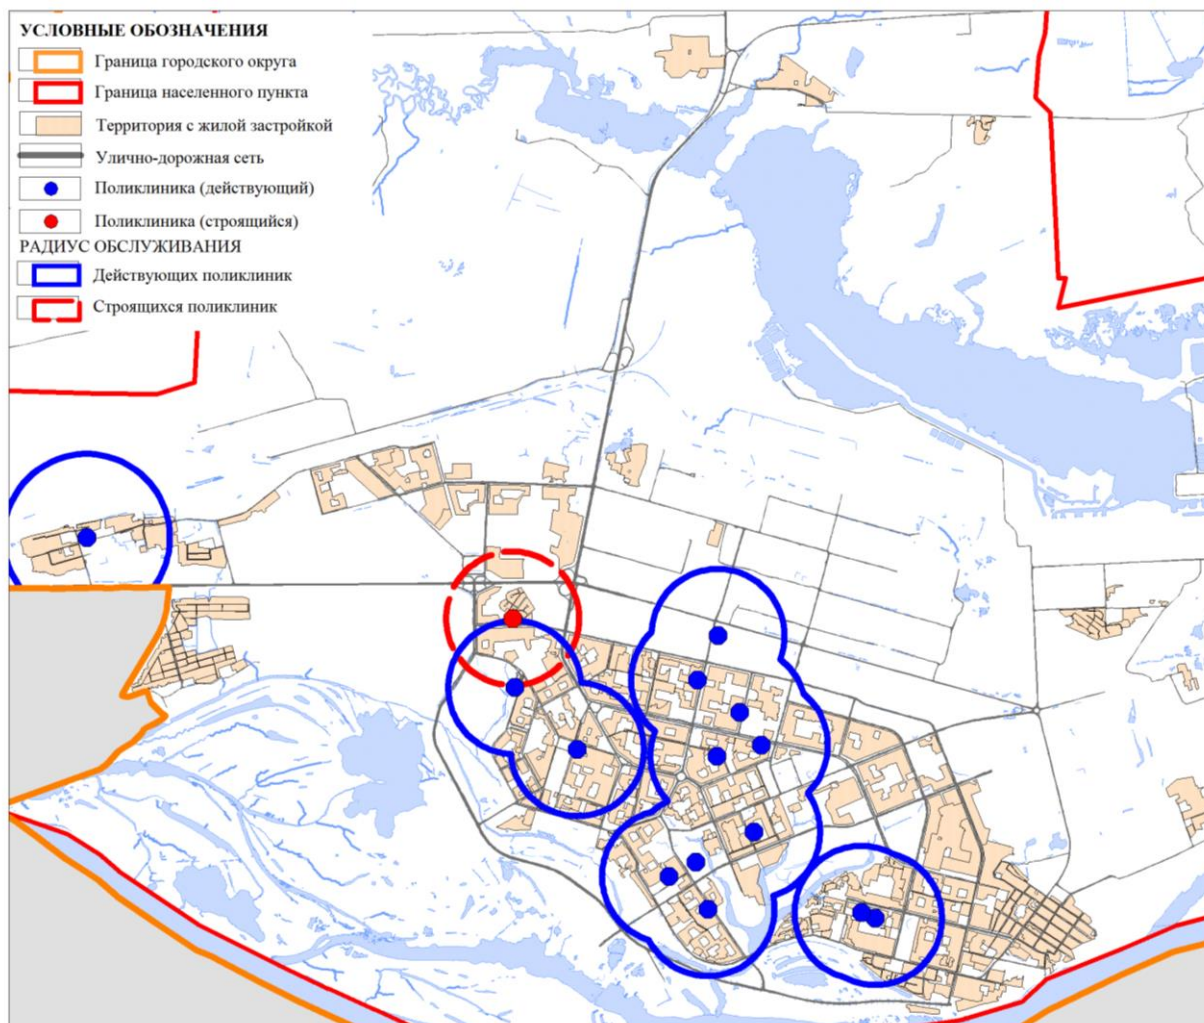 УСЛОВНЫЕ ОБОЗНАЧЕНИЯ
Граница городского округа
Граница населенного пункта
Территория с жилой застройкой
Улично-дорожная сеть
Поликлиника (действующий)
Поликлиника (строящийся)
РАДИУС ОБСЛУЖИВАНИЯ
Действующих поликлиник
Строящихся поликлиник